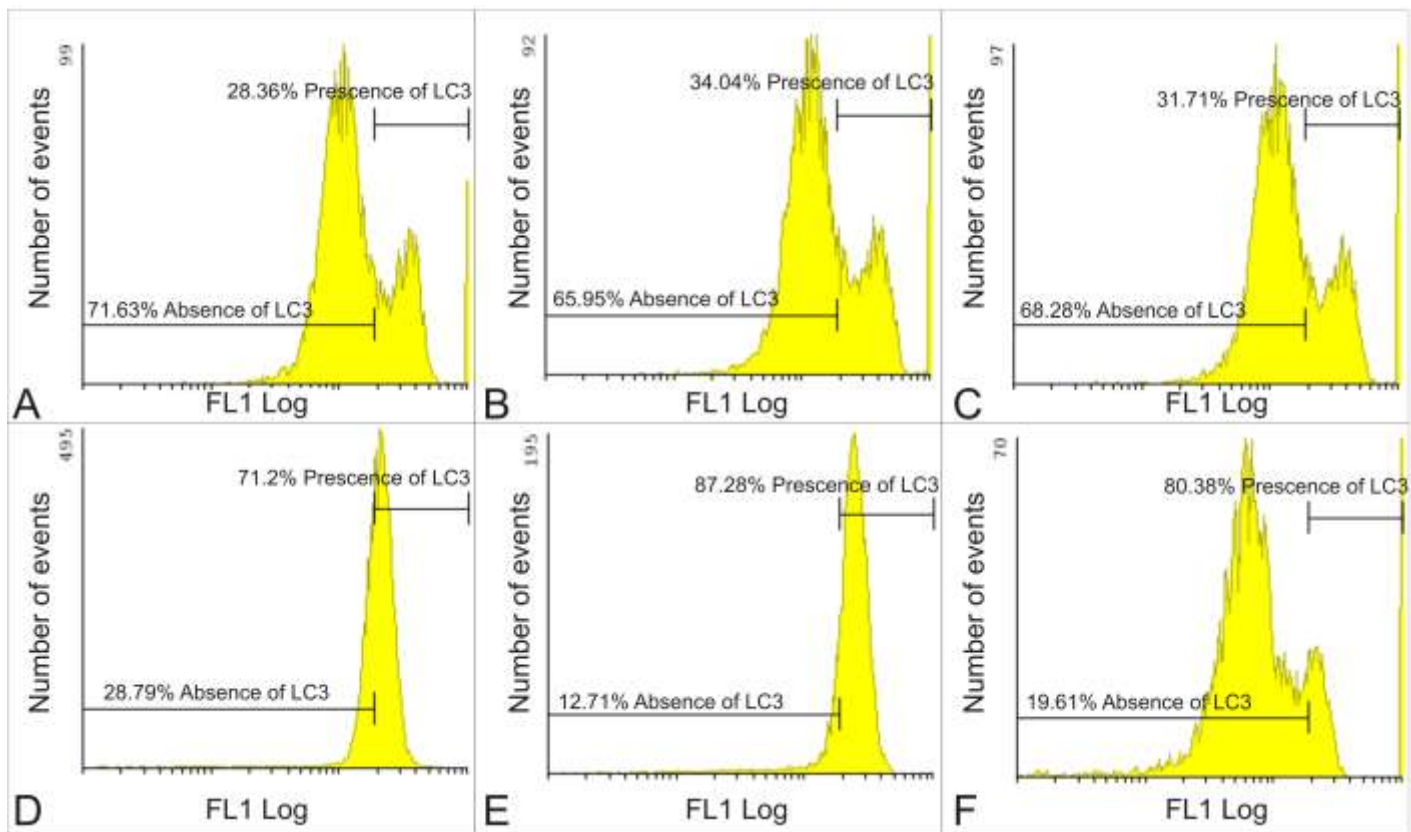 99
Number of events
28.36% Prescence of LC3
71.63% Absence of LC3
A
FL1 Log
92
Number of events
34.04% Prescence of LC3
65.95% Absence of LC3
B
FL1 Log
97
Number of events
31.71% Prescence of LC3
68.28% Absence of LC3
C
FL1 Log
495
Number of events
71.2% Prescence of LC3
28.79% Absence of LC3
D
FL1 Log
195
Number of events
87.28% Prescence of LC3
12.71% Absence of LC3
E
FL1 Log
70
Number of events
80.38% Prescence of LC3
19.61% Absence of LC3
F
FL1 Log